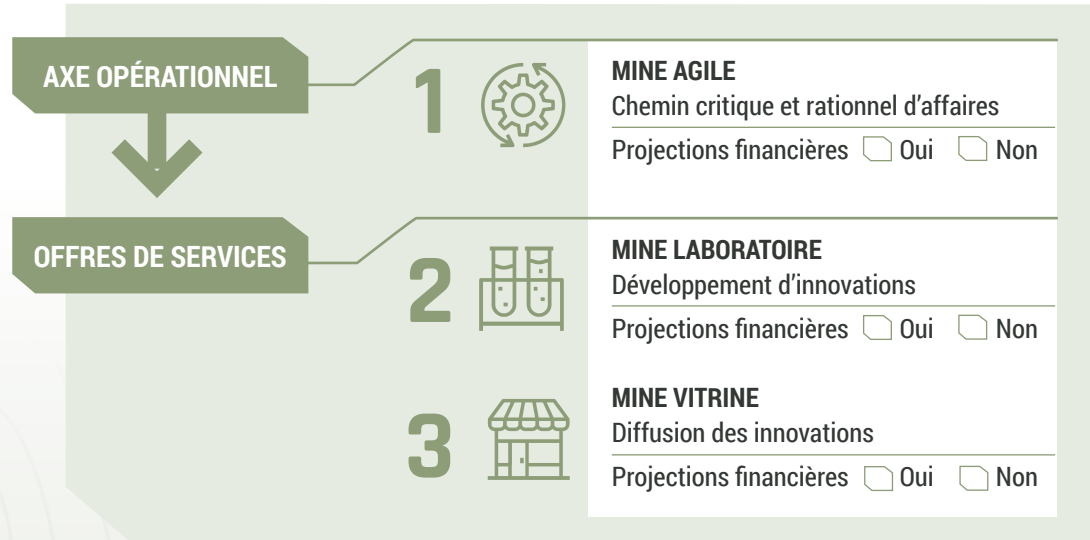 AXE OPÉRATIONNEL
1
MINE AGILE
Chemin critique et rationnel d’affaires
Projections financières Oui Non
OFFRES DE SERVICES
2
MINE LABORATOIRE
Développement d’innovations
Projections financières Oui Non
3
MINE VITRINE
Diffusion des innovations
Projections financières Oui Non